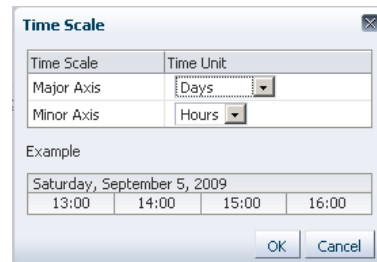 Time Scale
Time Scale Time Unit
Major Axis Days
Minor Axis Hours
Example
Saturday, September 5, 2009
13:00 14:00 15:00 16:00
OK Cancel